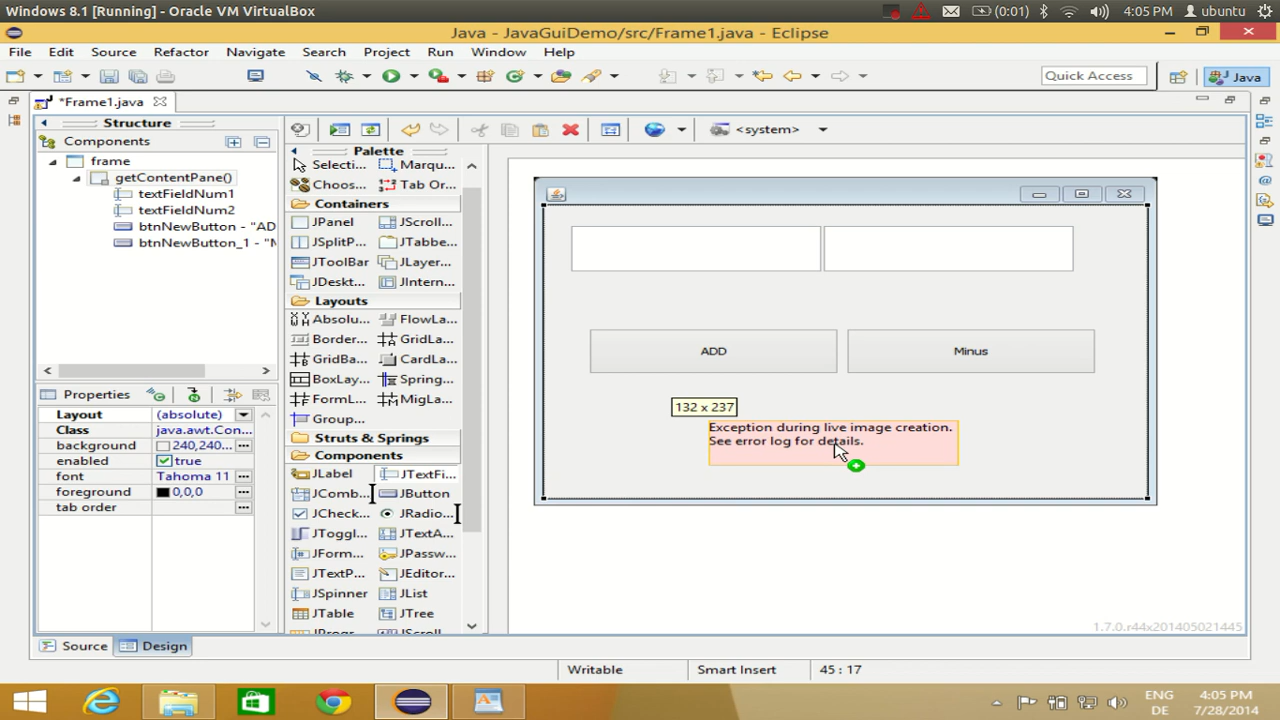 Windows 8.1 [Running] - Oracle VM VirtualBox
(0:01)
4:05 PM
ubuntu
Java - JavaGuiDemo/src/Frame1.java - Eclipse
File Edit Source Refactor Navigate Search Project Run Window Help
Quick Access
Java
*Frame1.java
Structure
Components
frame
getContentPane()
textFieldNum1
textFieldNum2
btnNewButton - "AD
btnNewButton_1 - "M
Properties
Layout (absolute)
Class java.awt.Con...
background 240,240...
enabled true
font Tahoma 11
foreground 0,0,0
tab order
Palette
Selecti... Marqu...
Choos... Tab Or...
Containers
JPanel JScroll...
JSplitP... JTabbe...
JToolBar JLayer...
JDeskt... JIntern...
Layouts
Absolu... FlowLa...
Border... GridLa...
GridBa... CardLa...
BoxLay... Spring...
FormL... MigLa...
Group...
Struts & Springs
Components
JLabel JTextFi...
JComb... JButton
JCheck... JRadio...
JToggl... JTextA...
JForm... JPassw...
JTextP... JEditor...
JSpinner JList
JTable JTree
JProgr... JScroll...
<system>
ADD
Minus
132 x 237
Exception during live image creation.
See error log for details.
1.7.0.r44x201405021445
Source Design
Writable
Smart Insert
45 : 17
ENG
DE
4:05 PM
7/28/2014